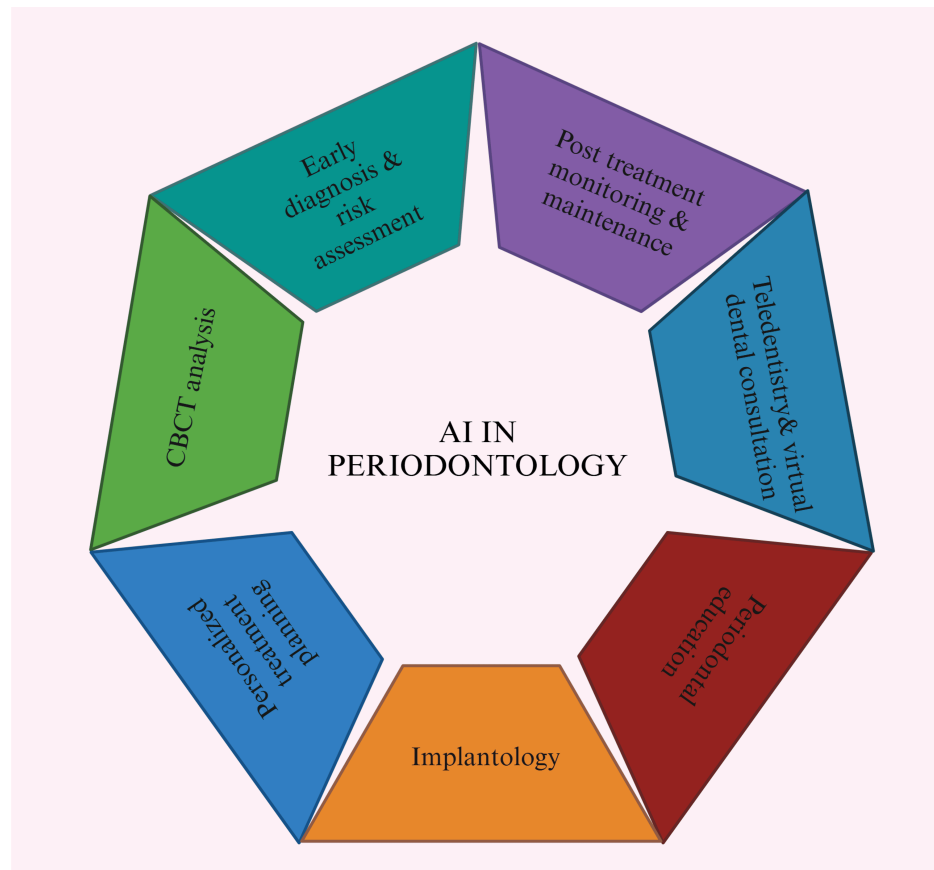 Early
diagnosis &
risk
assessment
Post treatment
monitoring &
maintenance
Teledentistry& virtual
dental consultation
Periodontal
education
Implantology
Personalized
treatment
planning
CBCT analysis
AI IN
PERIODONTOLOGY